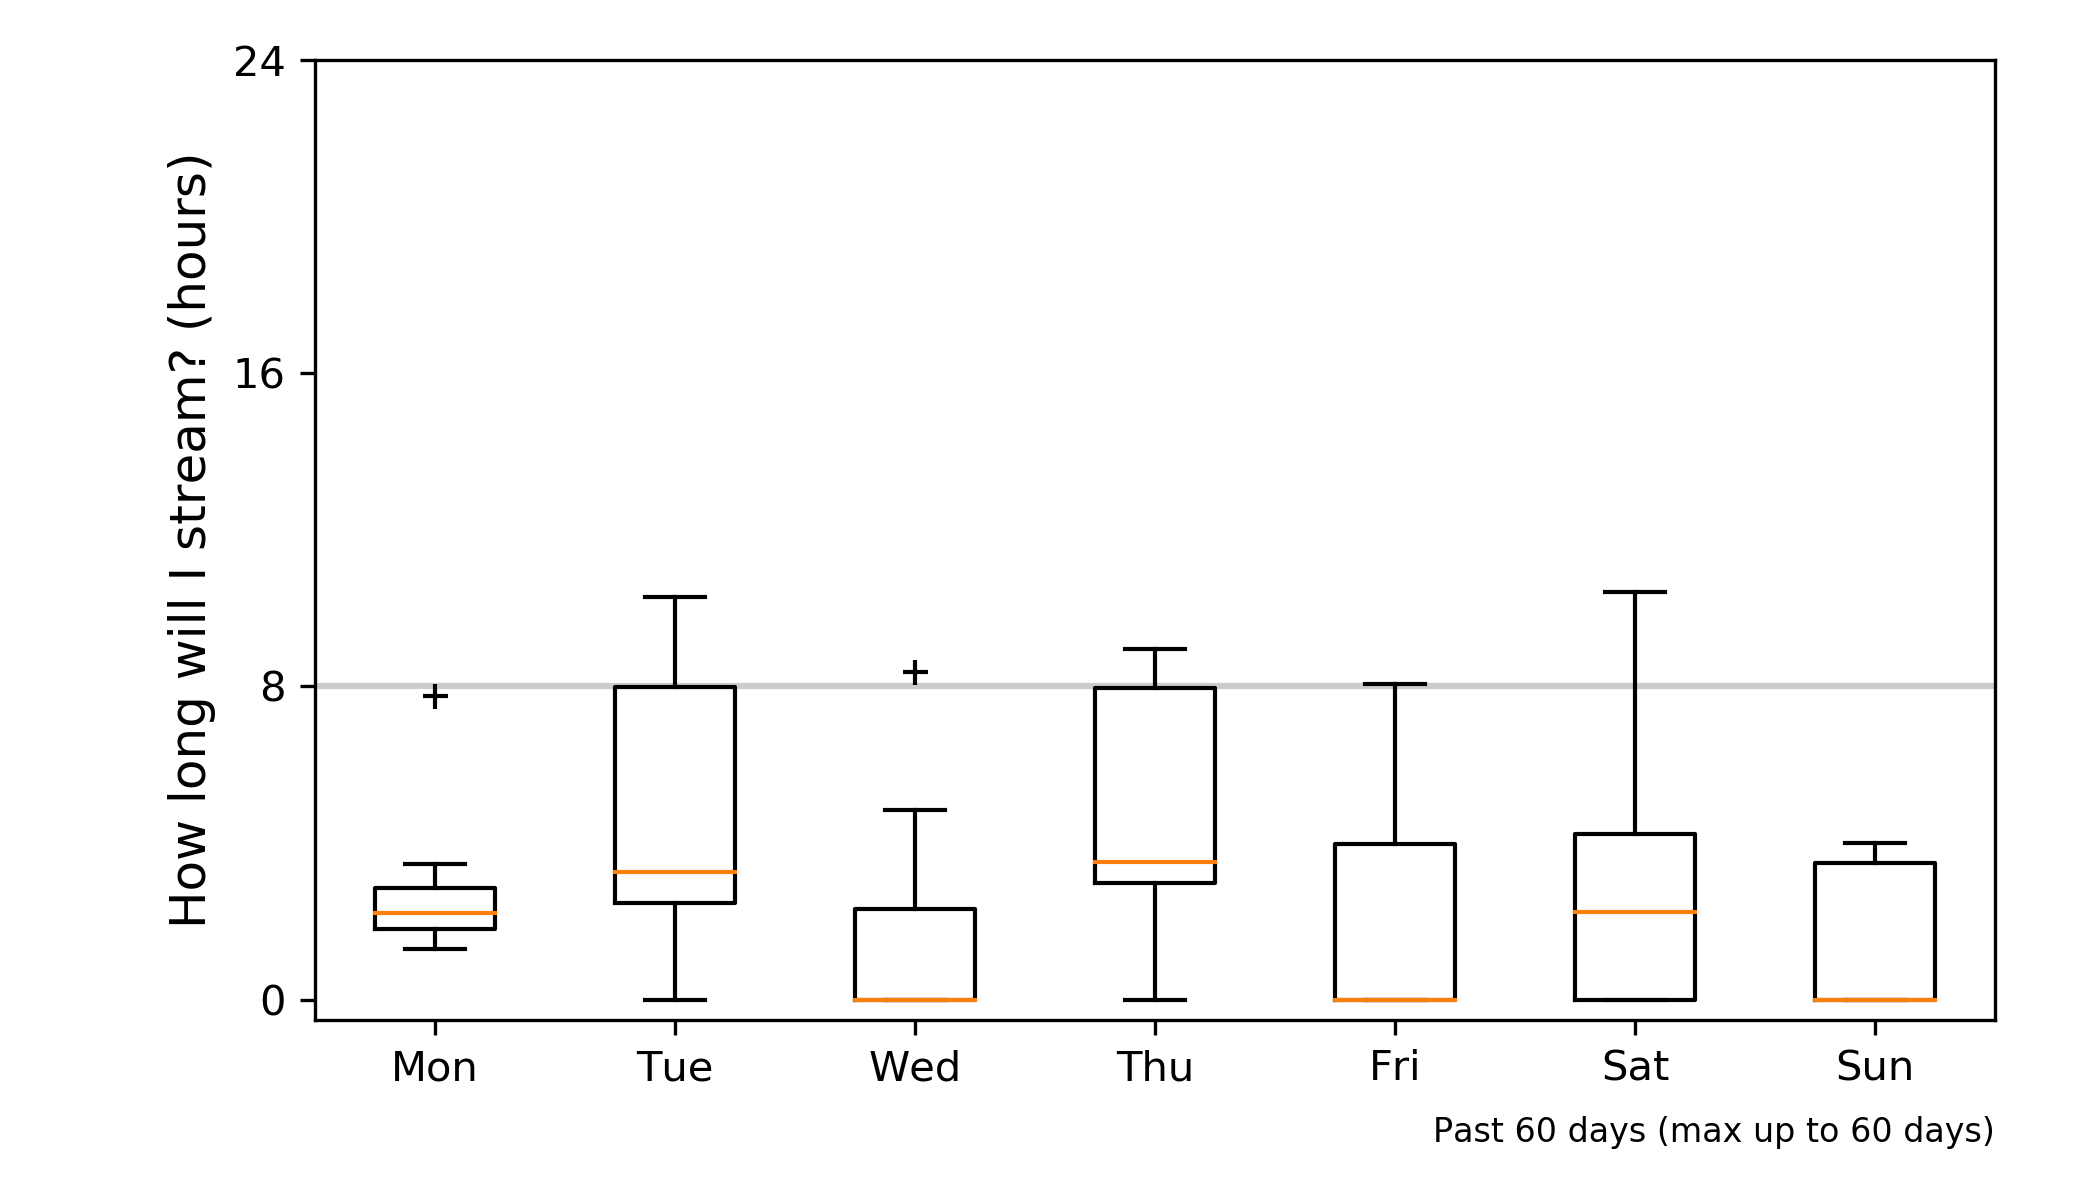 How long will I stream? (hours)
24
16
8
0
Mon Tue Wed Thu Fri Sat Sun
Past 60 days (max up to 60 days)